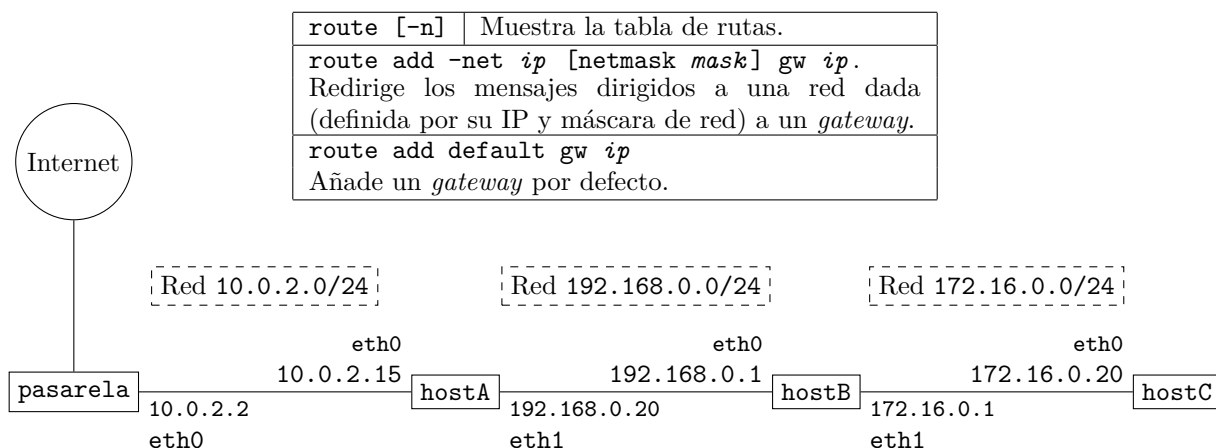 route [-n] Muestra la tabla de rutas.
route add -net ip [netmask mask] gw ip.
Redirige los mensajes dirigidos a una red dada
(definida por su IP y máscara de red) a un gateway.
route add default gw ip
Añade un gateway por defecto.
Internet
Red 10.0.2.0/24
Red 192.168.0.0/24
Red 172.16.0.0/24
eth0
eth0
eth0
10.0.2.15
192.168.0.1
172.16.0.20
pasarela
hostA
hostB
hostC
10.0.2.2
192.168.0.20
172.16.0.1
eth0
eth1
eth1